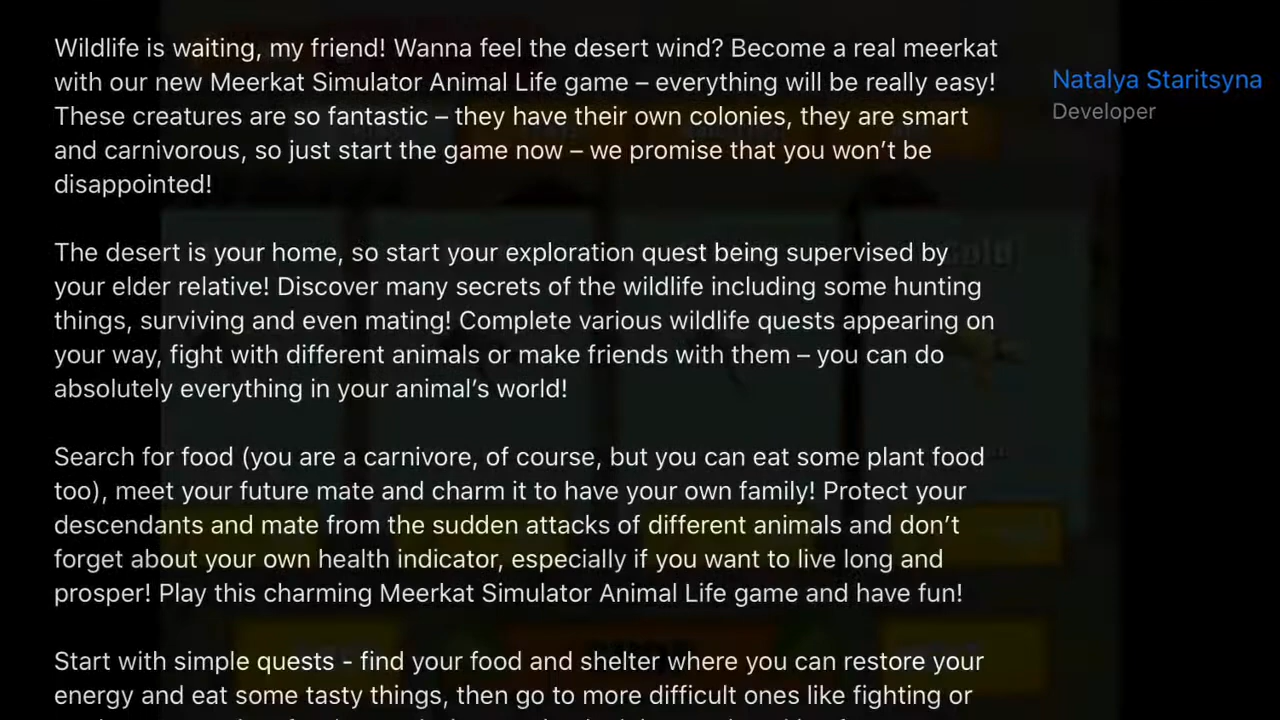 Wildlife is waiting, my friend! Wanna feel the desert wind? Become a real meerkat
with our new Meerkat Simulator Animal Life game – everything will be really easy!
These creatures are so fantastic – they have their own colonies, they are smart
and carnivorous, so just start the game now – we promise that you won’t be
disappointed!
The desert is your home, so start your exploration quest being supervised by
your elder relative! Discover many secrets of the wildlife including some hunting
things, surviving and even mating! Complete various wildlife quests appearing on
your way, fight with different animals or make friends with them – you can do
absolutely everything in your animal’s world!
Search for food (you are a carnivore, of course, but you can eat some plant food
too), meet your future mate and charm it to have your own family! Protect your
descendants and mate from the sudden attacks of different animals and don’t
forget about your own health indicator, especially if you want to live long and
prosper! Play this charming Meerkat Simulator Animal Life game and have fun!
Start with simple quests - find your food and shelter where you can restore your
energy and eat some tasty things, then go to more difficult ones like fighting or
Natalya Staritsyna
Developer